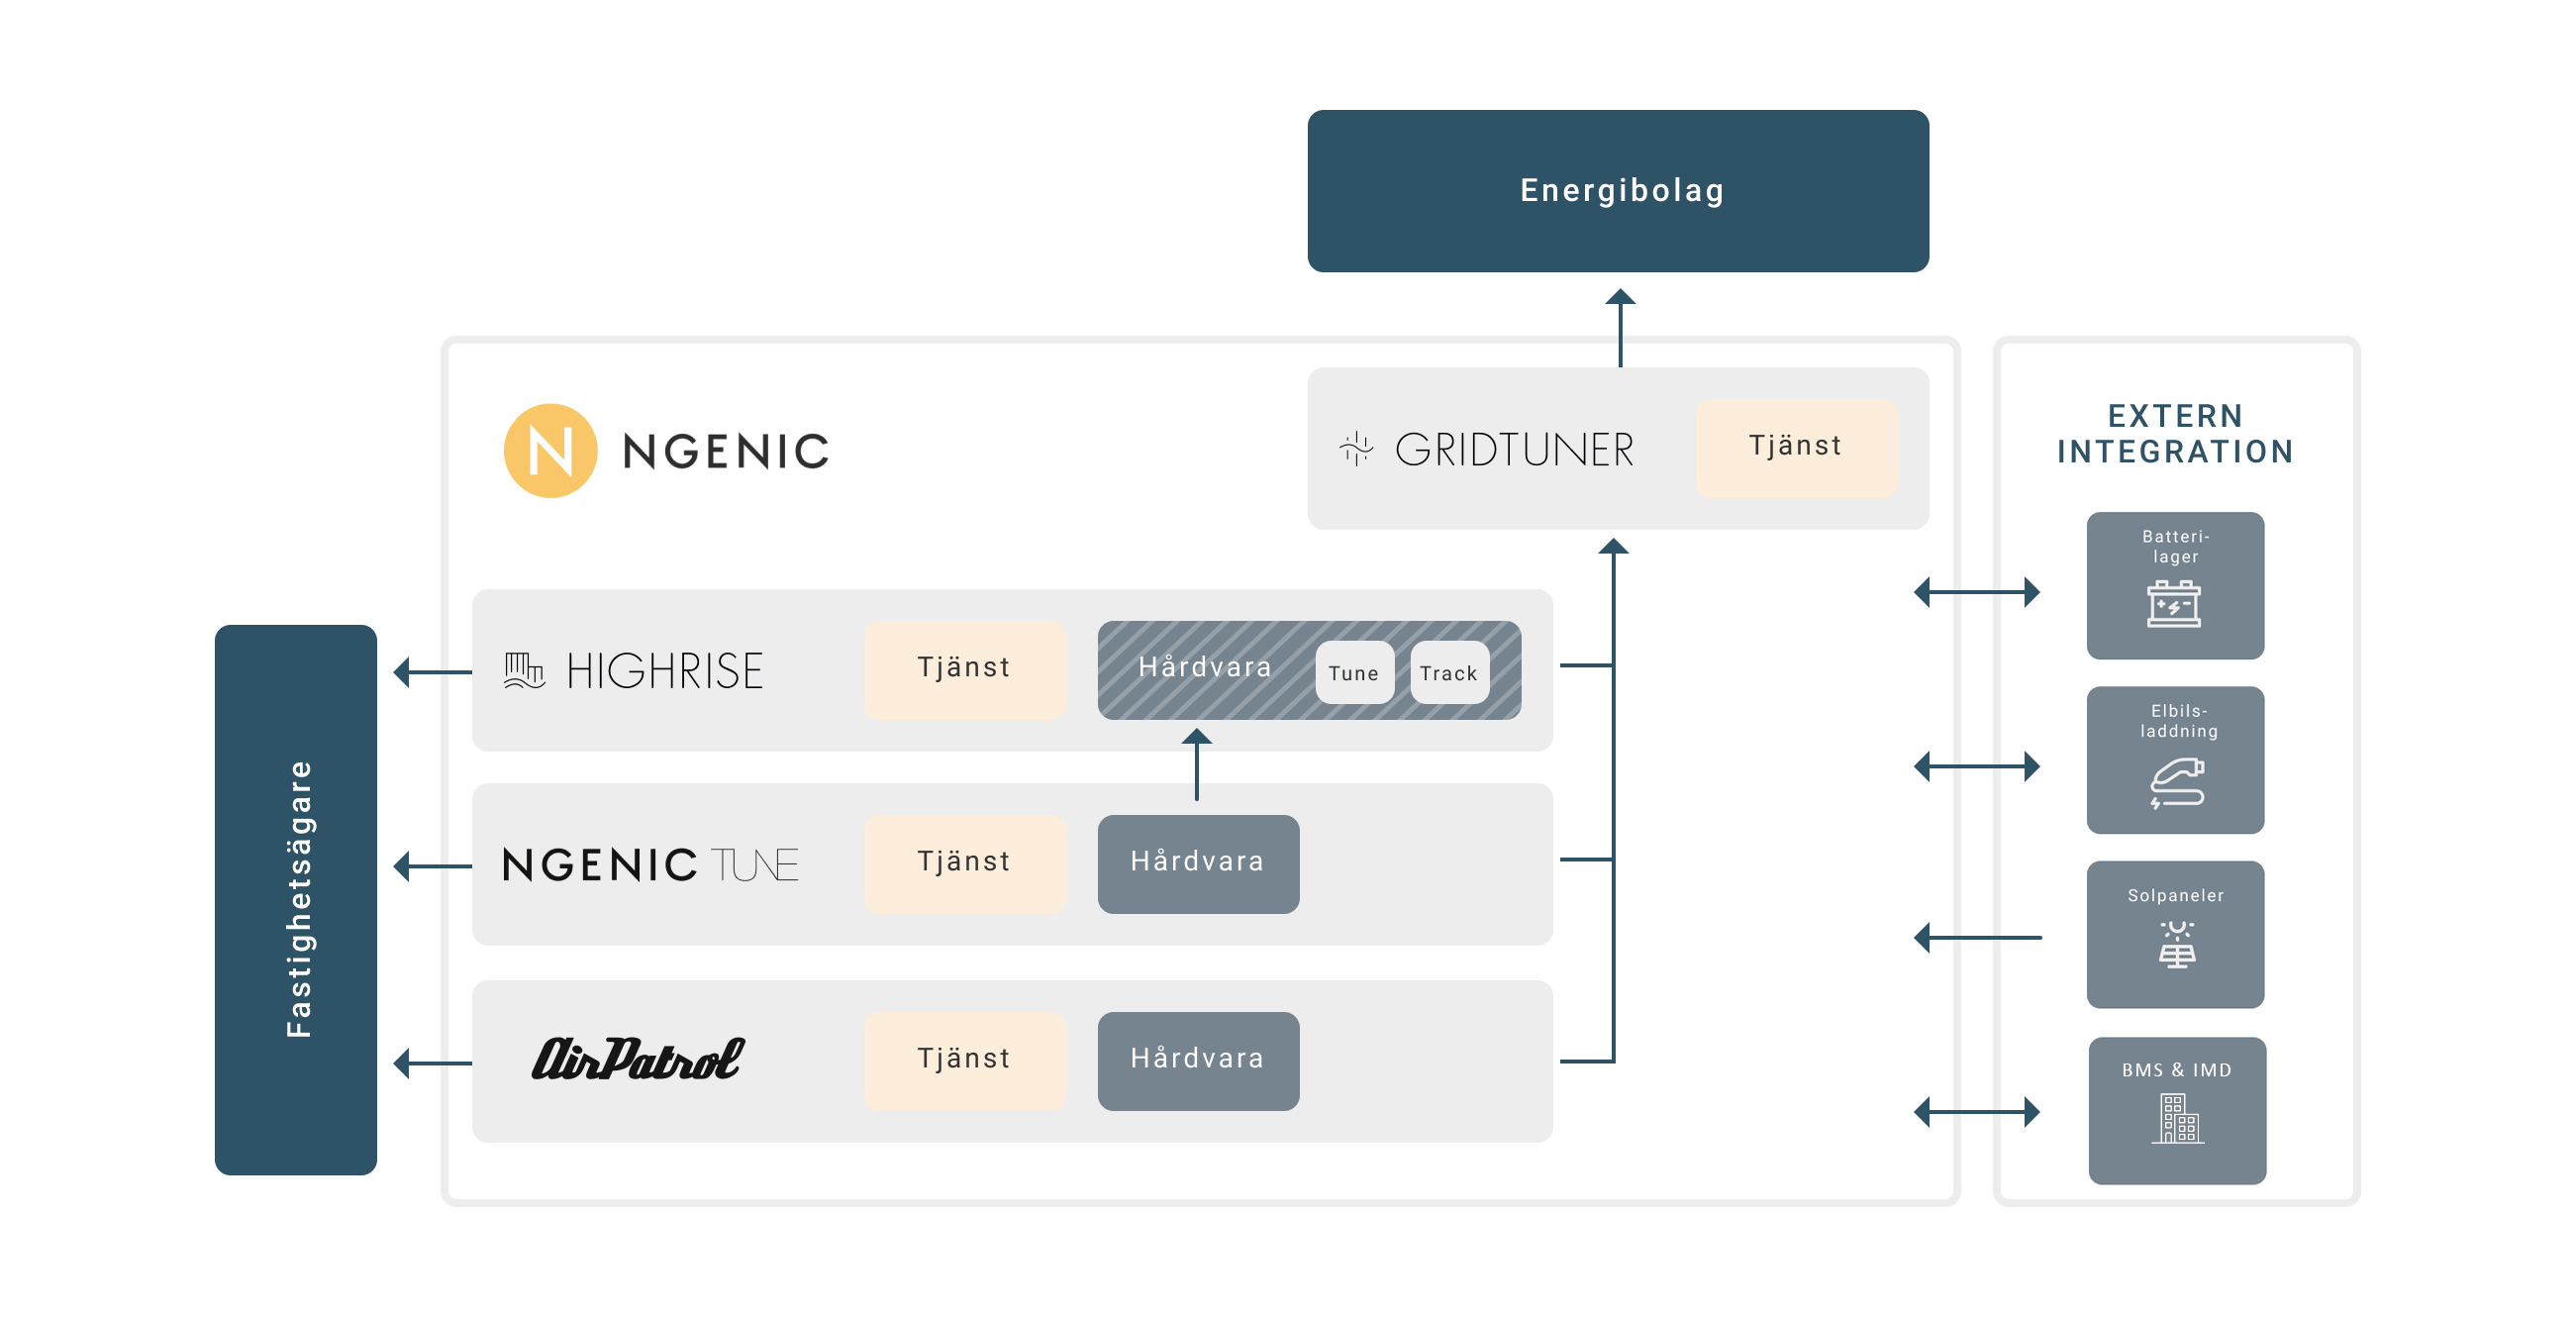 Energibolag
N NGENIC
GRIDTUNER
Tjänst
EXTERN
INTEGRATION
Batteri-
lager
Elbils-
laddning
Solpaneler
BMS & IMD
Fastighetsägare
HIGHRISE
Tjänst
Hårdvara
Tune
Track
NGENIC TUNE
Tjänst
Hårdvara
AirPatrol
Tjänst
Hårdvara